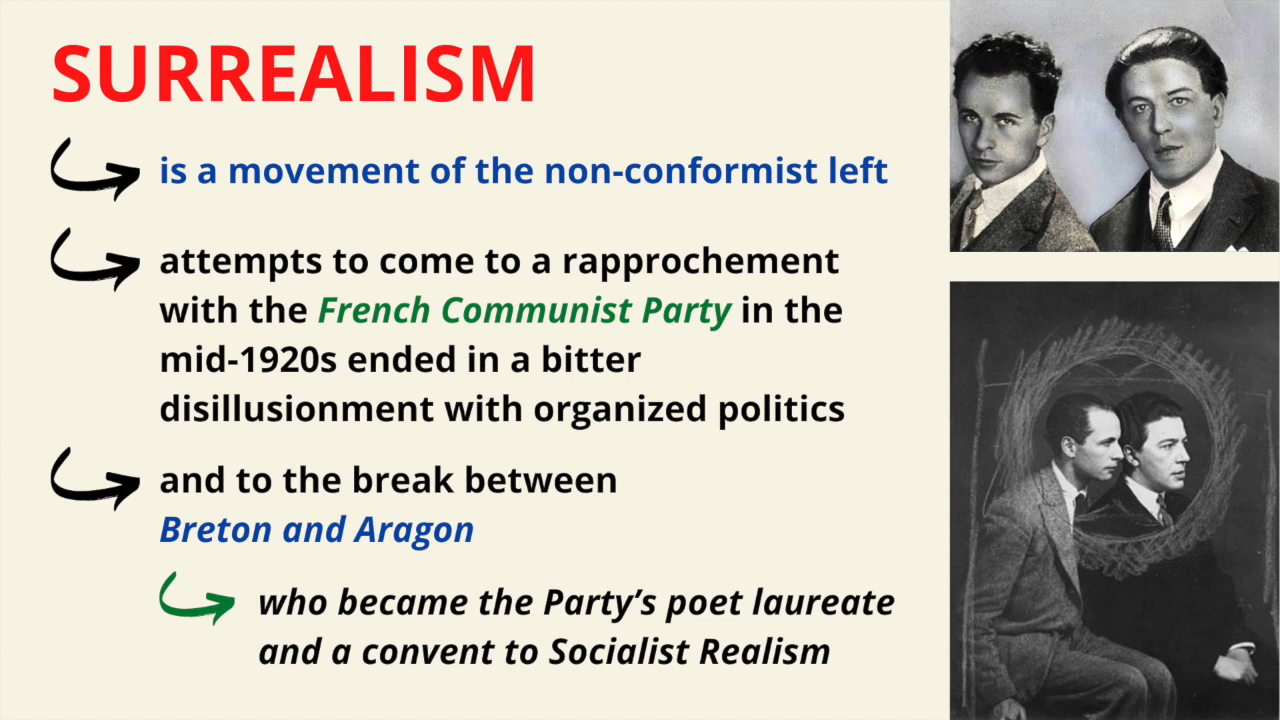 SURREALISM
is a movement of the non-conformist left
attempts to come to a rapprochement
with the French Communist Party in the
mid-1920s ended in a bitter
disillusionment with organized politics
and to the break between
Breton and Aragon
who became the Party’s poet laureate
and a convent to Socialist Realism